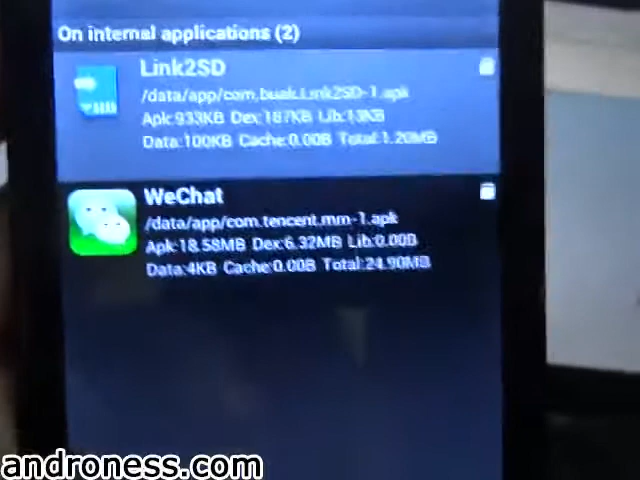 On internal applications (2)
Link2SD
/data/app/com.buak.Link2SD-1.apk
Apk:933KB Dex:187KB Lib:13KB
Data:100KB Cache:0.00B Total:1.20MB
WeChat
/data/app/com.tencent.mm-1.apk
Apk:18.58MB Dex:6.32MB Lib:0.00B
Data:4KB Cache:0.00B Total:24.90MB
androness.com